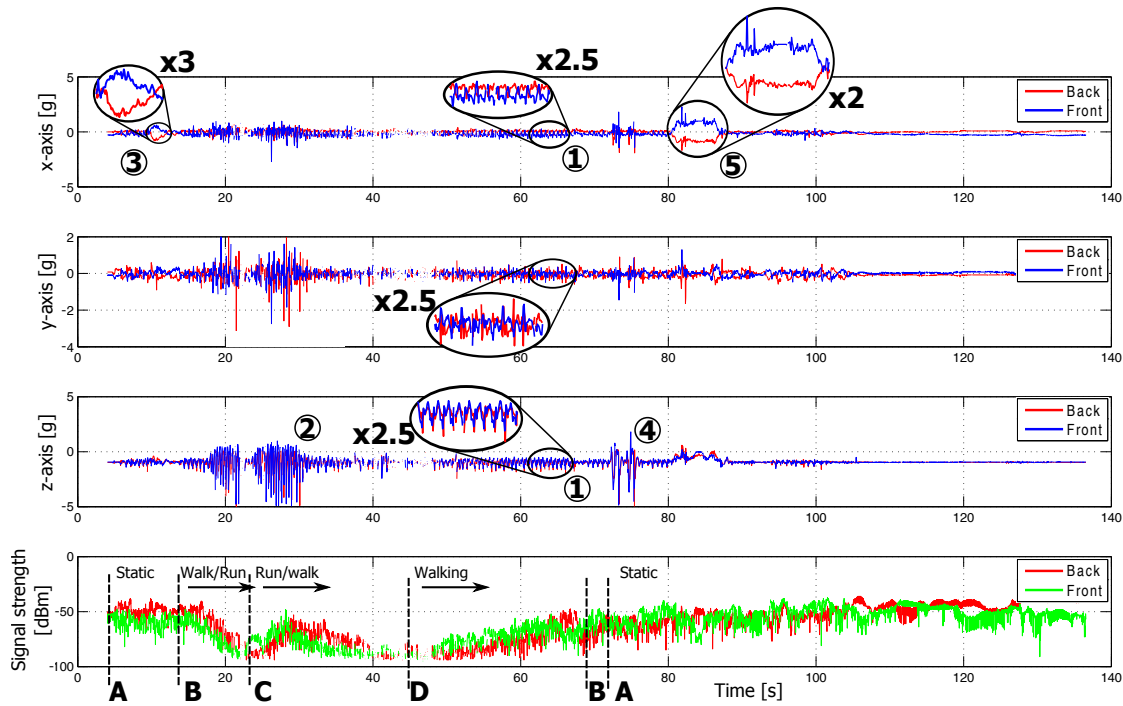 x3
x2.5
x2
5
0
−5
x-axis [g]
Back
Front
3
1
5
0 20 40 60 80 100 120 140
2
0
−2
−4
y-axis [g]
Back
Front
x2.5
0 20 40 60 80 100 120 140
5
0
−5
z-axis [g]
Back
Front
2
x2.5
4
1
0 20 40 60 80 100 120 140
0
−50
−100
Signal strength
[dBm]
Static Walk/Run Run/walk Walking Static
Back
Front
0 20 40 60 80 100 120 140
A B C D B A Time [s]